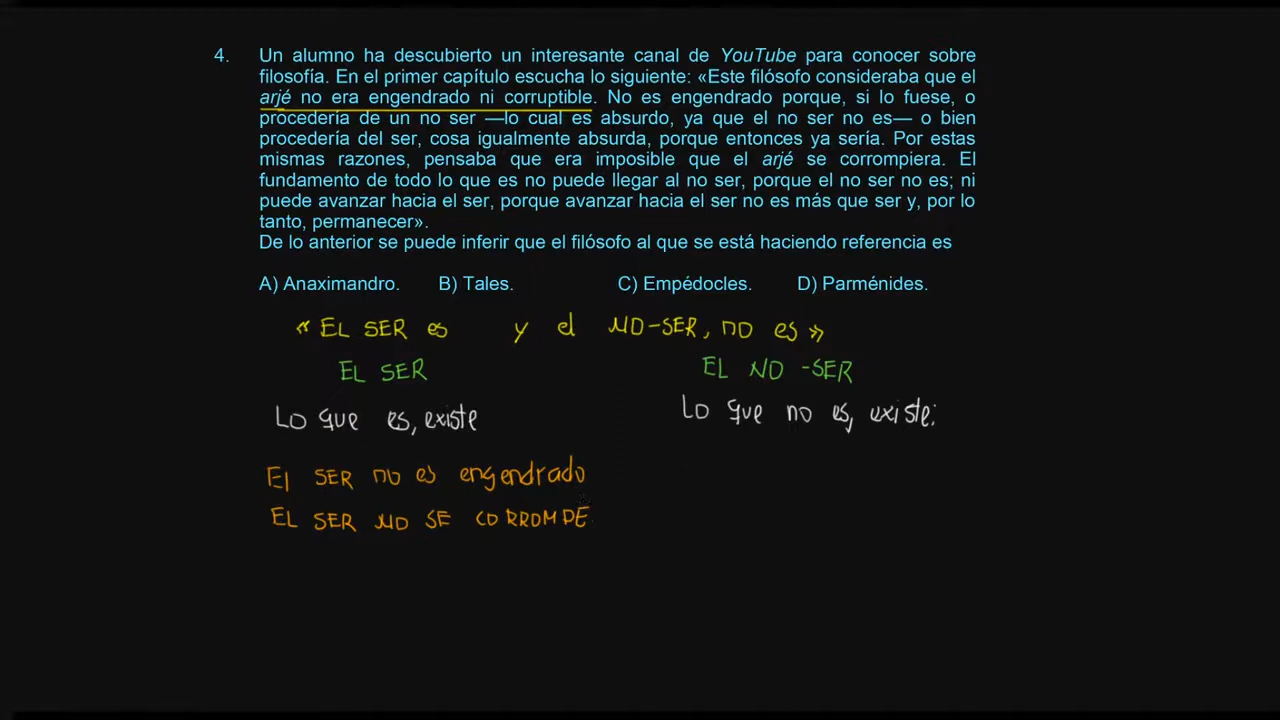 4. Un alumno ha descubierto un interesante canal de YouTube para conocer sobre
filosofía. En el primer capítulo escucha lo siguiente: «Este filósofo consideraba que el
arjé no era engendrado ni corruptible. No es engendrado porque, si lo fuese, o
procedería de un no ser —lo cual es absurdo, ya que el no ser no es— o bien
procedería del ser, cosa igualmente absurda, porque entonces ya sería. Por estas
mismas razones, pensaba que era imposible que el arjé se corrompiera. El
fundamento de todo lo que es no puede llegar al no ser, porque el no ser no es; ni
puede avanzar hacia el ser, porque avanzar hacia el ser no es más que ser y, por lo
tanto, permanecer».
De lo anterior se puede inferir que el filósofo al que se está haciendo referencia es
A) Anaximandro. B) Tales. C) Empédocles. D) Parménides.
« EL SER es y el NO-SER, no es »
EL SER EL NO -SER
Lo que es, existe Lo que no es, existe:
El SER no es engendrado
EL SER NO SE CORROMPE